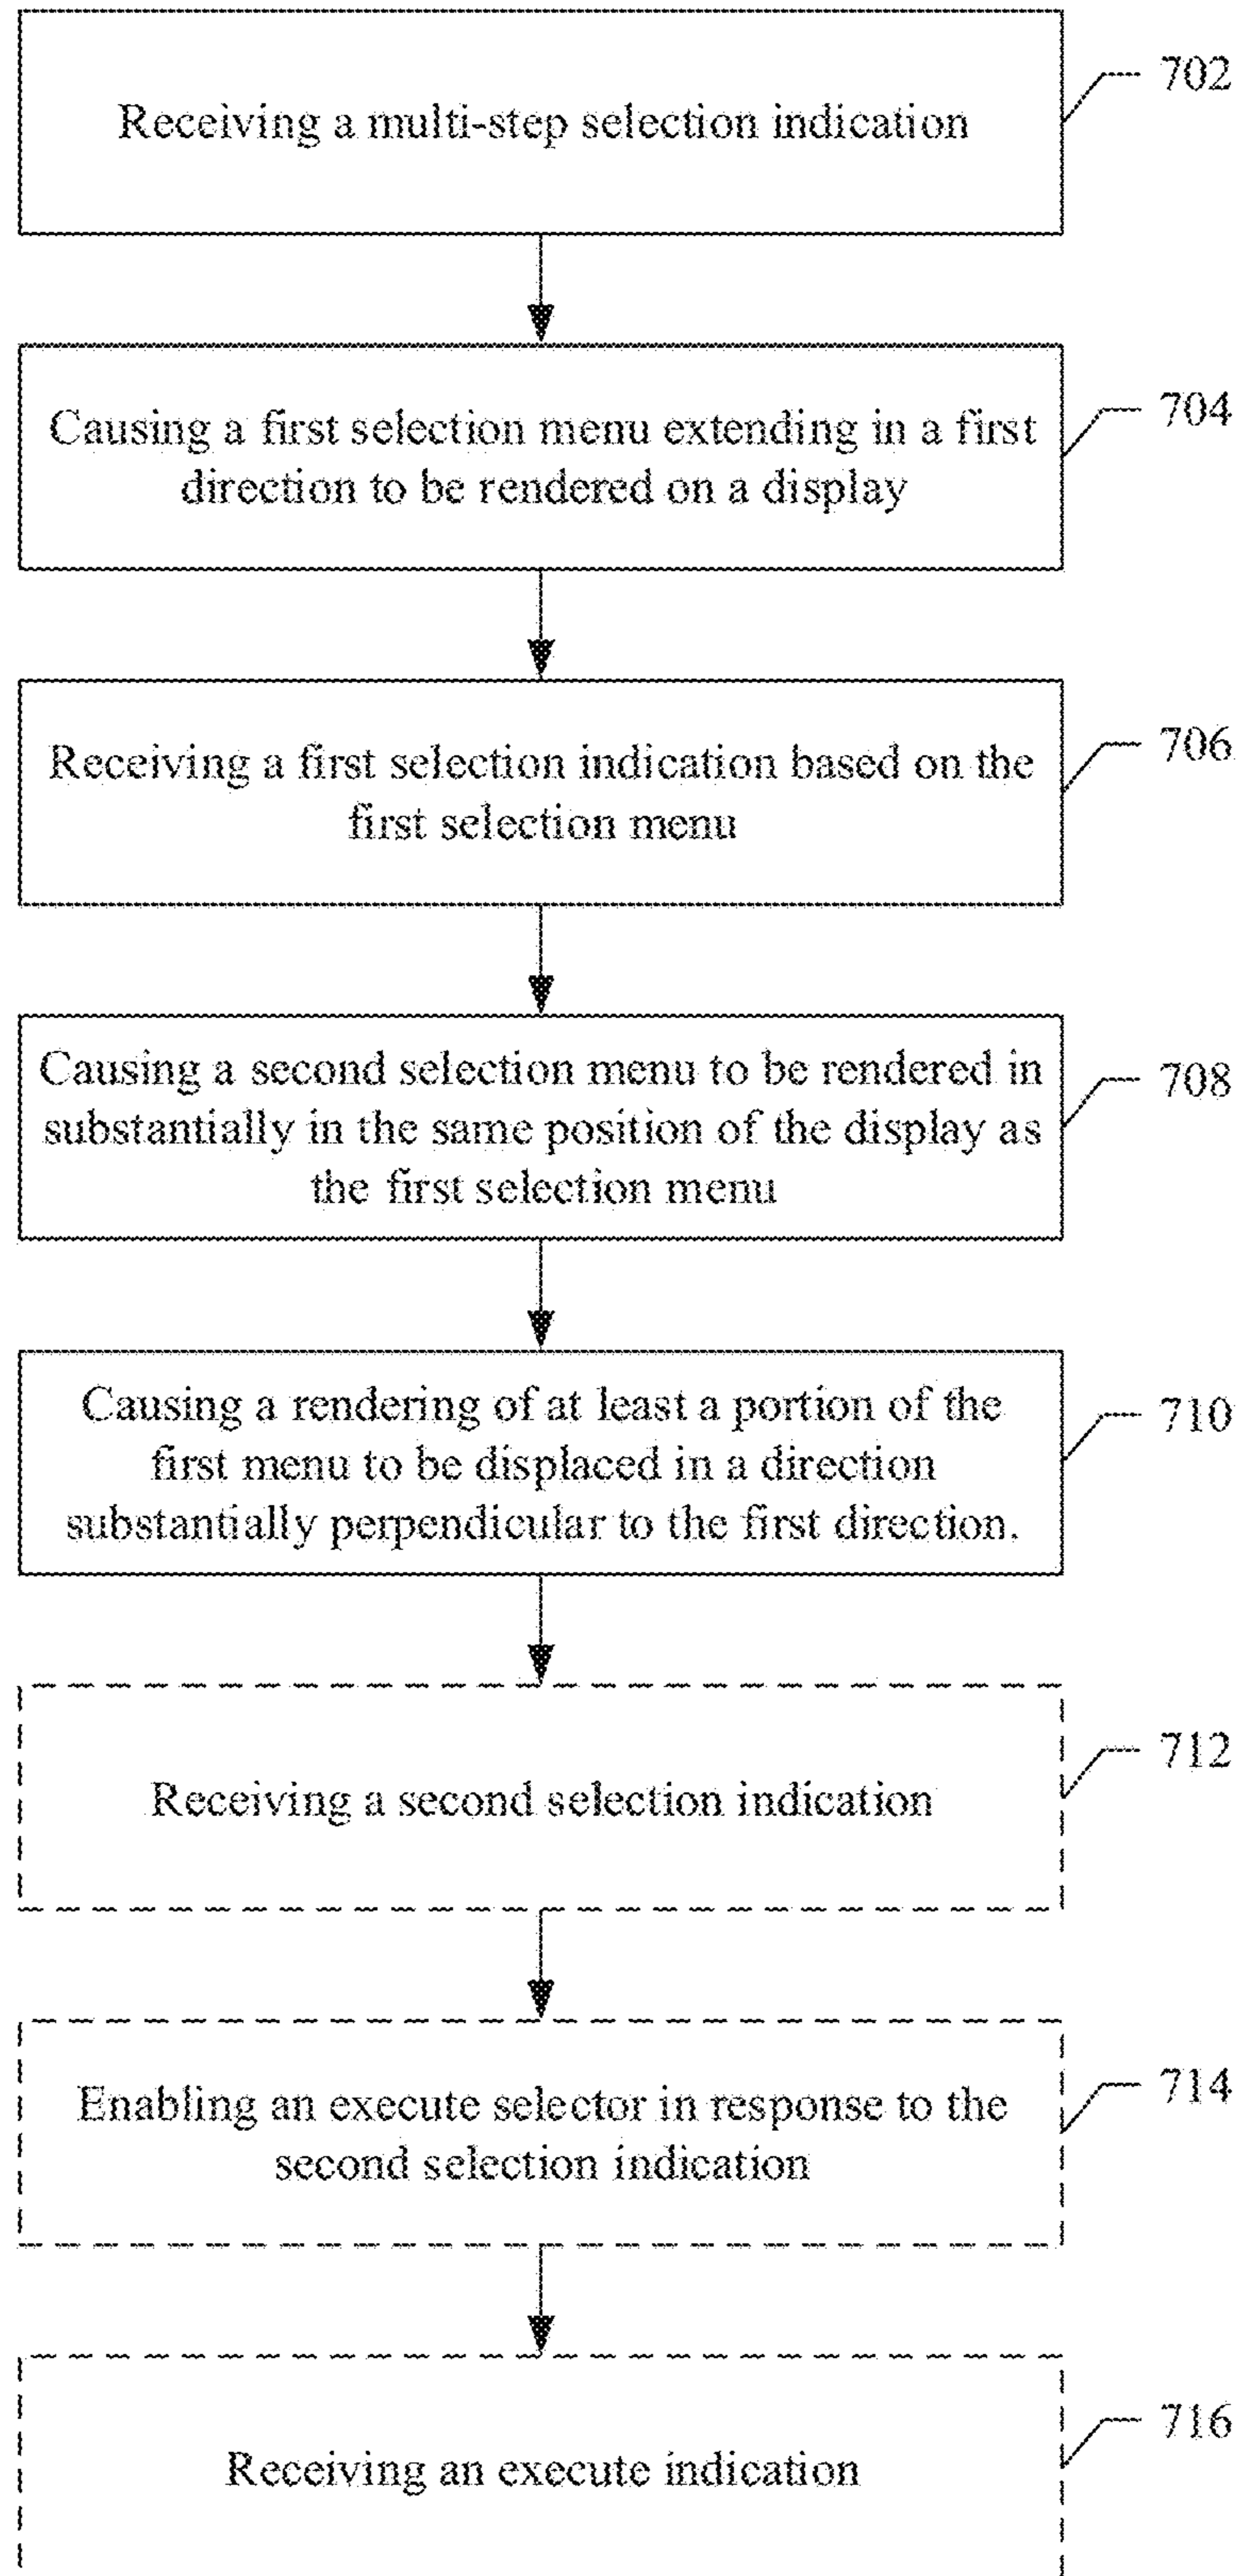 Receiving a multi-step selection indication
702
Causing a first selection menu extending in a first
direction to be rendered on a display
704
Receiving a first selection indication based on the
first selection menu
706
Causing a second selection menu to be rendered in
substantially in the same position of the display as
the first selection menu
708
Causing a rendering of at least a portion of the
first menu to be displaced in a direction
substantially perpendicular to the first direction.
710
Receiving a second selection indication
712
Enabling an execute selector in response to the
second selection indication
714
Receiving an execute indication
716